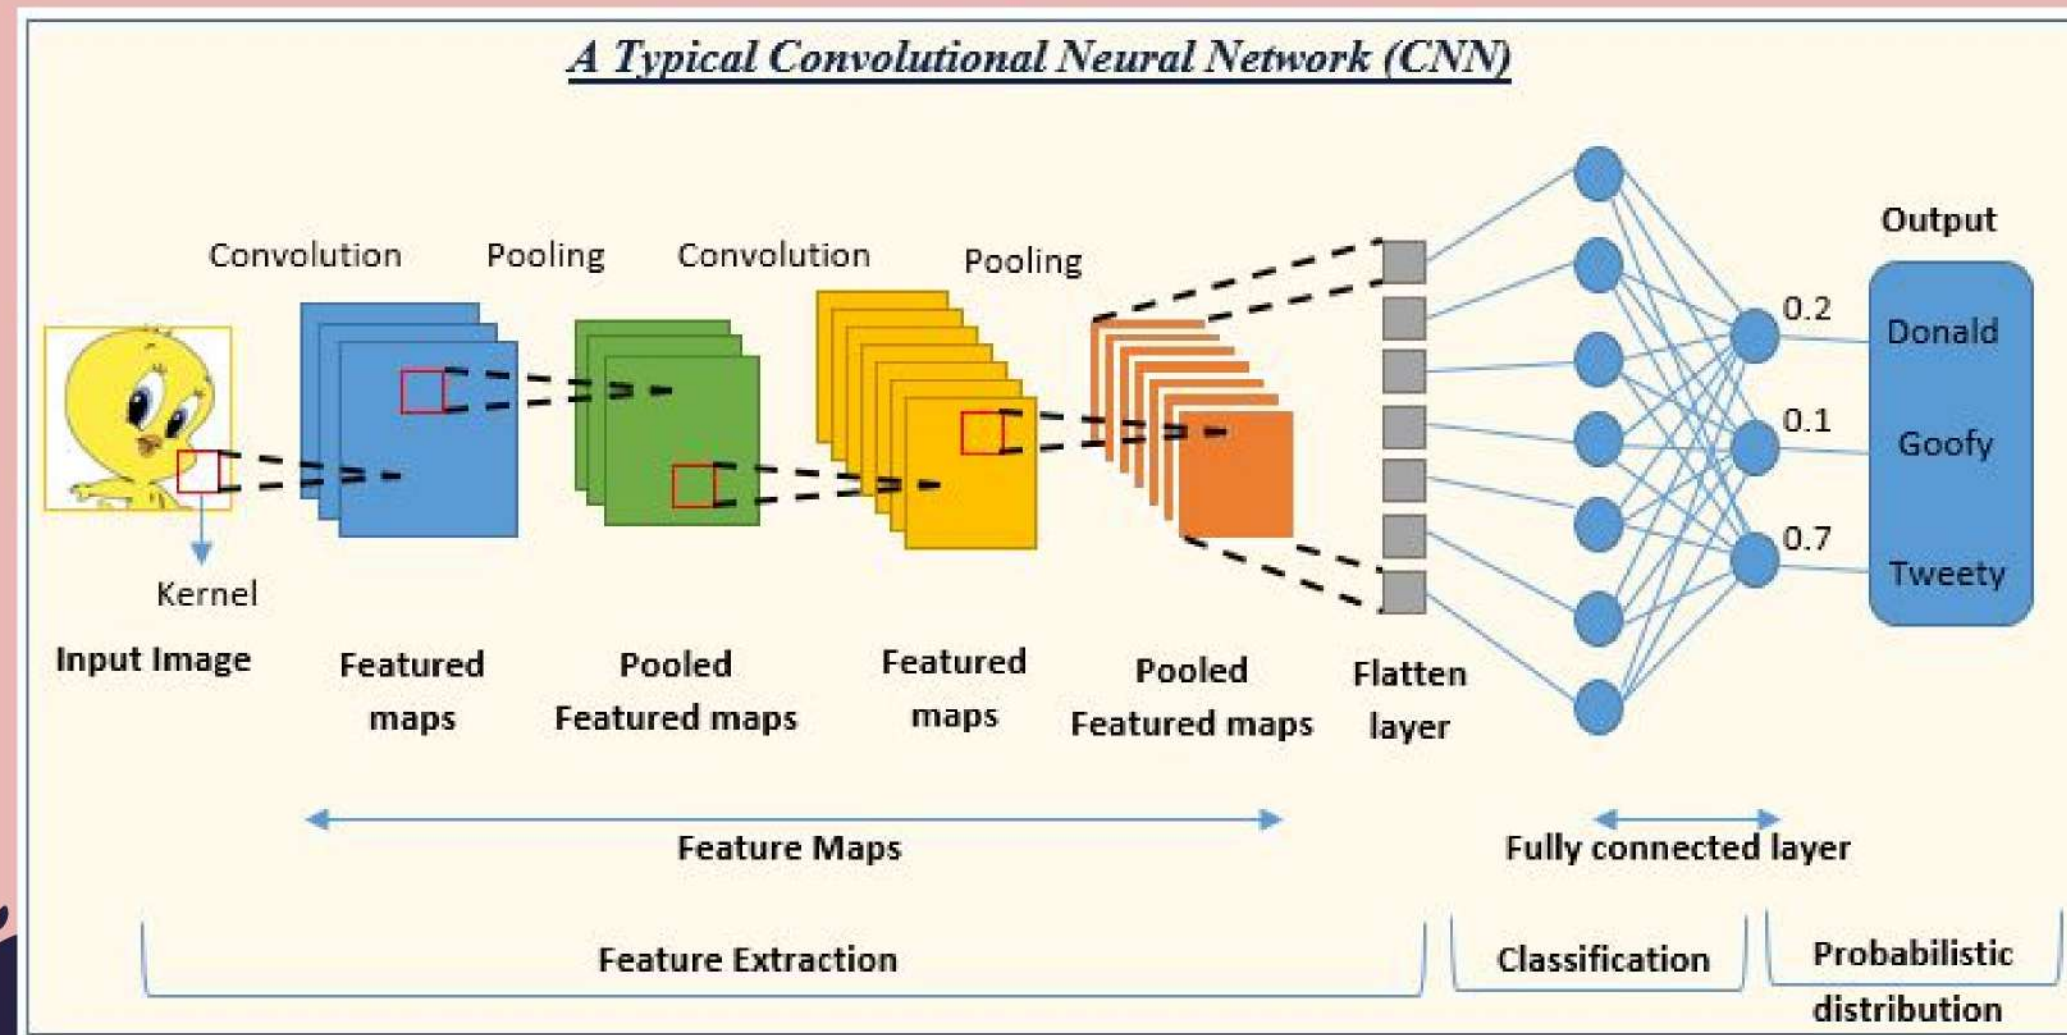 A Typical Convolutional Neural Network (CNN)
Convolution
Pooling
Convolution
Pooling
Output
0.2
Donald
0.1
Goofy
0.7
Tweety
Kernel
Input Image
Featured
maps
Pooled
Featured maps
Featured
maps
Pooled
Featured maps
Flatten
layer
Feature Maps
Fully connected layer
Feature Extraction
Classification
Probabilistic
distribution